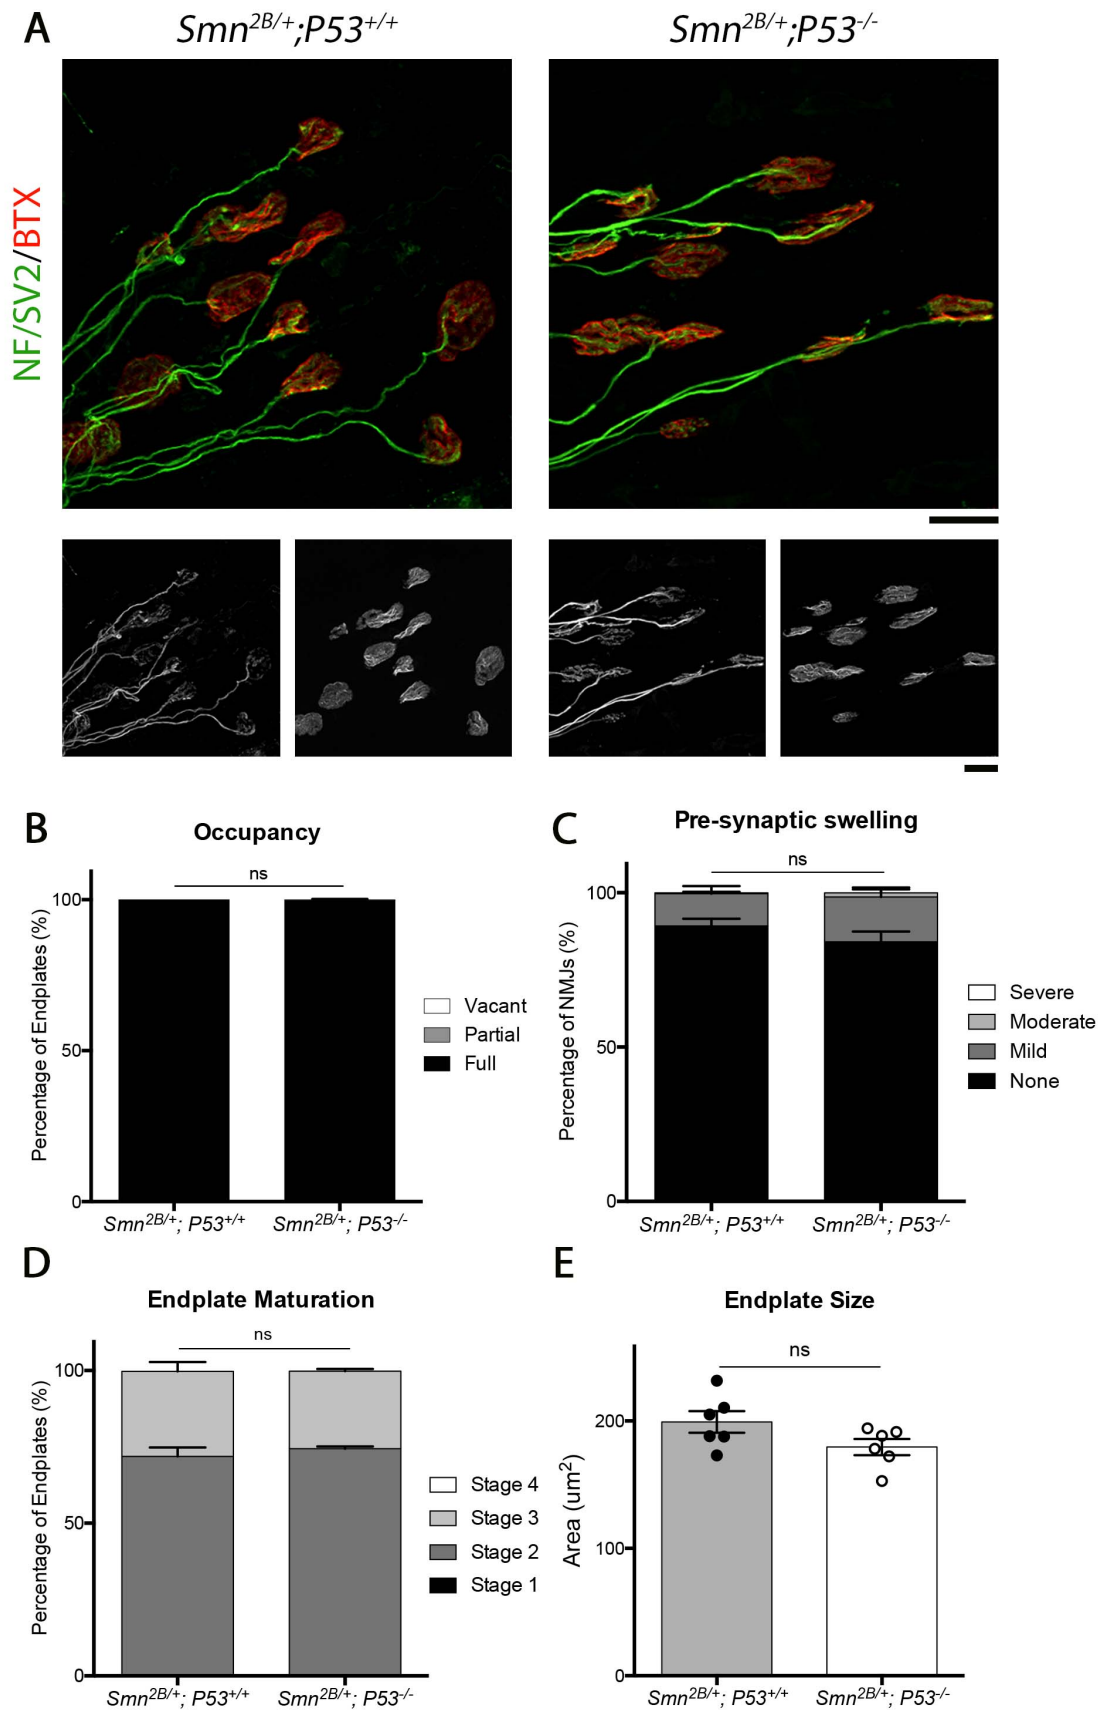 A
Smn2B/+;P53+/+
Smn2B/+;P53-/-
NF/SV2/BTX
B
Occupancy
ns
Percentage of Endplates (%)
100
50
0
Smn2B/+; P53+/+
Smn2B/+; P53-/-
Vacant
Partial
Full
C
Pre-synaptic swelling
ns
Percentage of NMJs (%)
100
50
0
Smn2B/+; P53+/+
Smn2B/+; P53-/-
Severe
Moderate
Mild
None
D
Endplate Maturation
ns
Percentage of Endplates (%)
100
50
0
Smn2B/+; P53+/+
Smn2B/+; P53-/-
Stage 4
Stage 3
Stage 2
Stage 1
E
Endplate Size
ns
Area (um2)
200
100
0
Smn2B/+; P53+/+
Smn2B/+; P53-/-